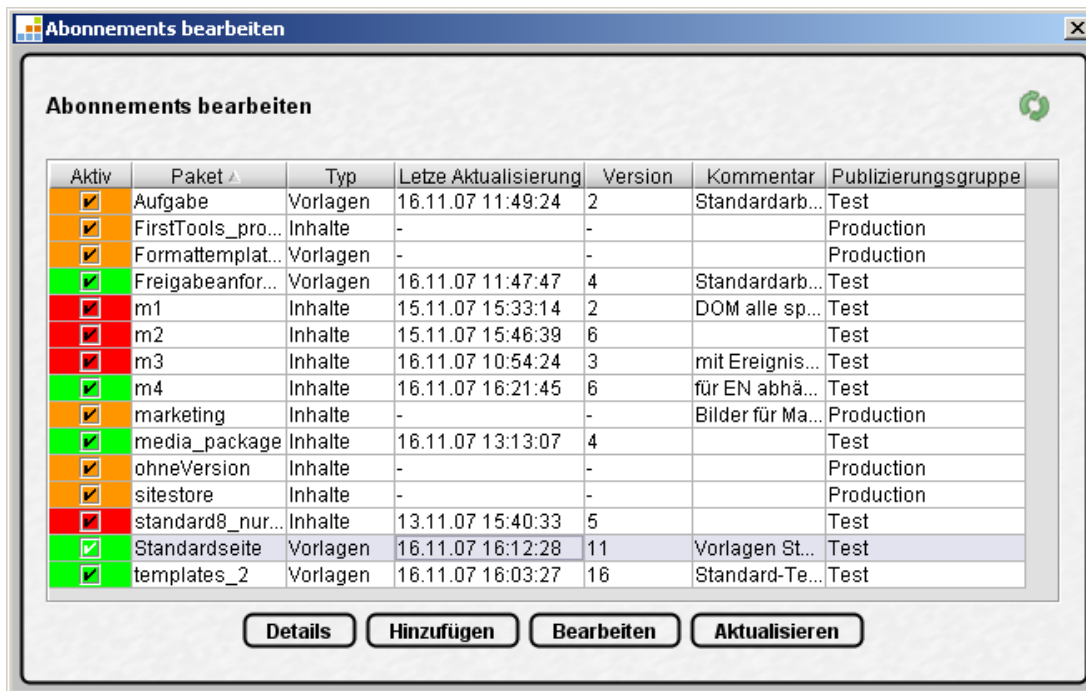 Abonnements bearbeiten
Abonnements bearbeiten
Aktiv Paket Typ Letze Aktualisierung Version Kommentar Publizierungsgruppe
Aufgabe Vorlagen 16.11.07 11:49:24 2 Standardarb... Test
FirstTools_pro... Inhalte - - Production
Formattemplat... Vorlagen - - Production
Freigabeanfor... Vorlagen 16.11.07 11:47:47 4 Standardarb... Test
m1 Inhalte 15.11.07 15:33:14 2 DOM alle sp... Test
m2 Inhalte 15.11.07 15:46:39 6 Test
m3 Inhalte 16.11.07 10:54:24 3 mit Ereignis... Test
m4 Inhalte 16.11.07 16:21:45 6 für EN abhä... Test
marketing Inhalte - - Bilder für Ma... Production
media_package Inhalte 16.11.07 13:13:07 4 Test
ohneVersion Inhalte - - Production
sitestore Inhalte - - Production
standard8_nur... Inhalte 13.11.07 15:40:33 5 Test
Standardseite Vorlagen 16.11.07 16:12:28 11 Vorlagen St... Test
templates_2 Vorlagen 16.11.07 16:03:27 16 Standard-Te... Test
Details Hinzufügen Bearbeiten Aktualisieren